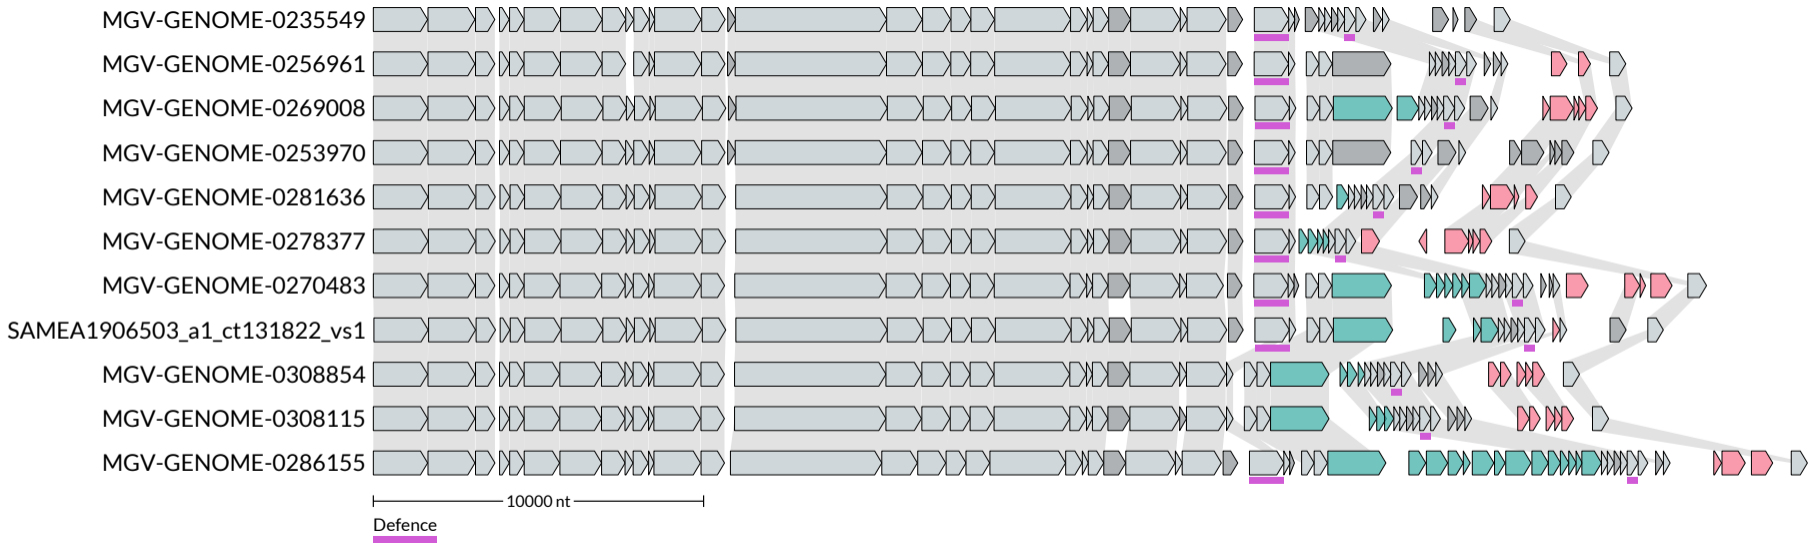 MGV-GENOME-0235549
MGV-GENOME-0256961
MGV-GENOME-0269008
MGV-GENOME-0253970
MGV-GENOME-0281636
MGV-GENOME-0278377
MGV-GENOME-0270483
SAMEA1906503_a1_ct131822_vs1
MGV-GENOME-0308854
MGV-GENOME-0308115
MGV-GENOME-0286155
10000 nt
Defence